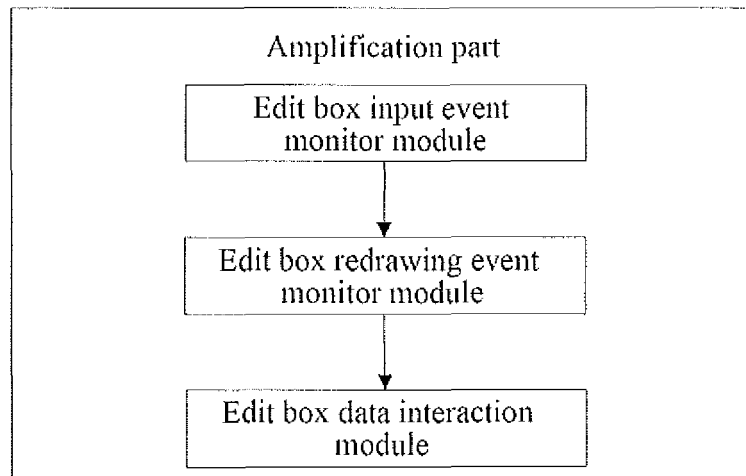 Amplification part
Edit box input event
monitor module
Edit box redrawing event
monitor module
Edit box data interaction
module